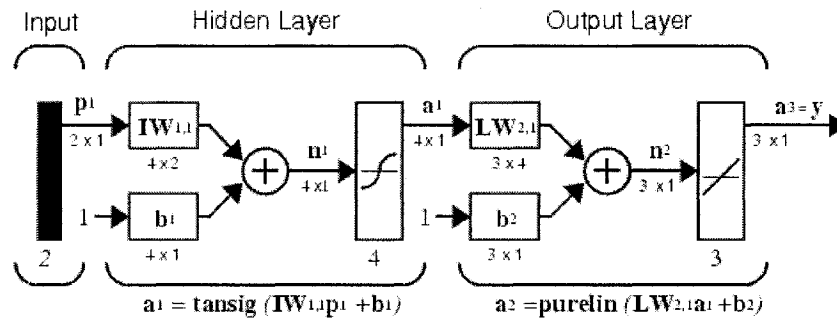 Input Hidden Layer Output Layer
p1 a1 a3 = y
IW1,1 LW2,1
2 x 1 n1 4 x 1 n2 3 x 1
4 x 2 3 x 4
+ +
4 x 1 3 x 1
1 b1 1 b2
2 4 x 1 4 3 x 1 3
a1 = tansig (IW1,1p1 + b1) a2 =purelin (LW2,1a1 +b2)